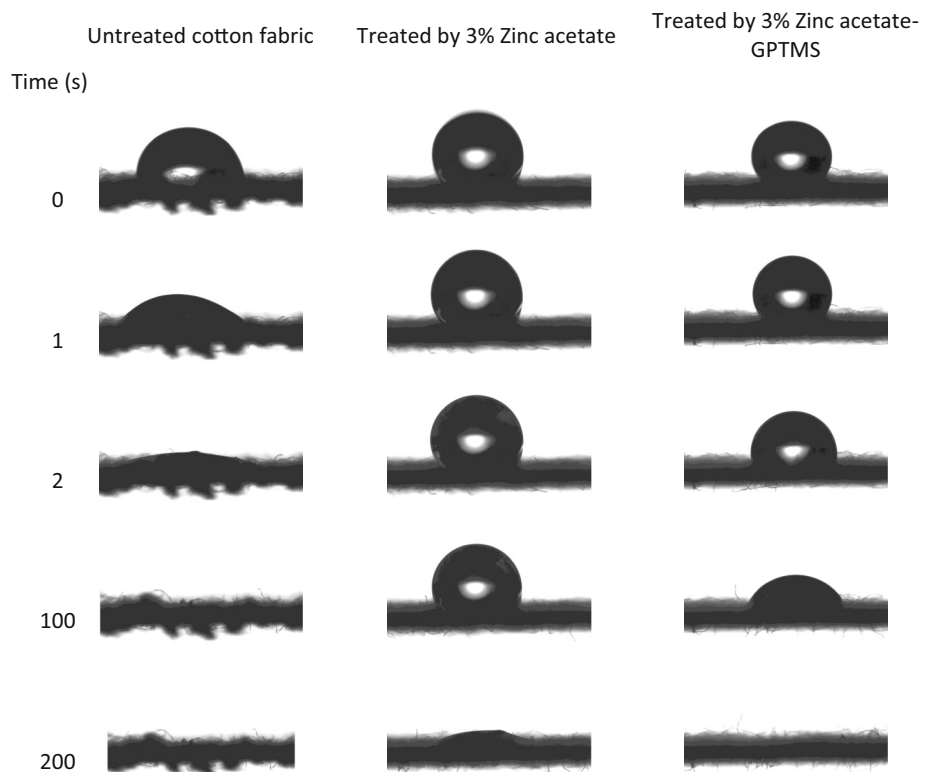 Untreated cotton fabric
Treated by 3% Zinc acetate
Treated by 3% Zinc acetate-
GPTMS
Time (s)
0
1
2
100
200